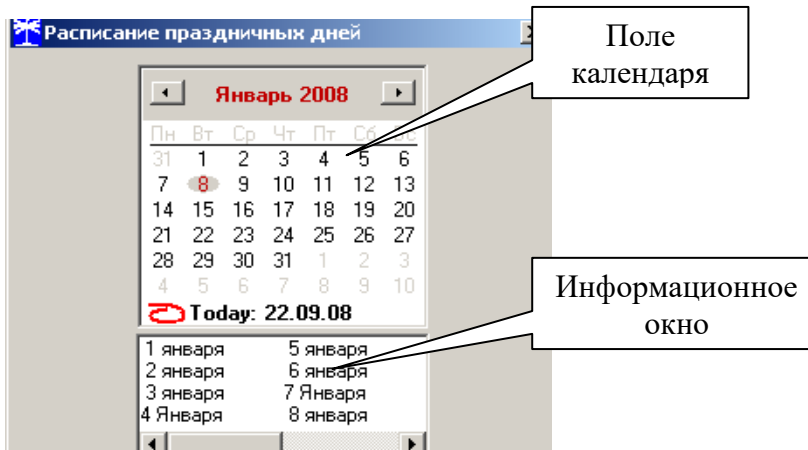 Расписание праздничных дней
Поле
календаря
Январь 2008
Пн Вт Ср Чт Пт Сб Вс
31 1 2 3 4 5 6
7 8 9 10 11 12 13
14 15 16 17 18 19 20
21 22 23 24 25 26 27
28 29 30 31 1 2 3
4 5 6 7 8 9 10
Today: 22.09.08
Информационное
окно
1 января 5 января
2 января 6 января
3 января 7 Января
4 Января 8 января